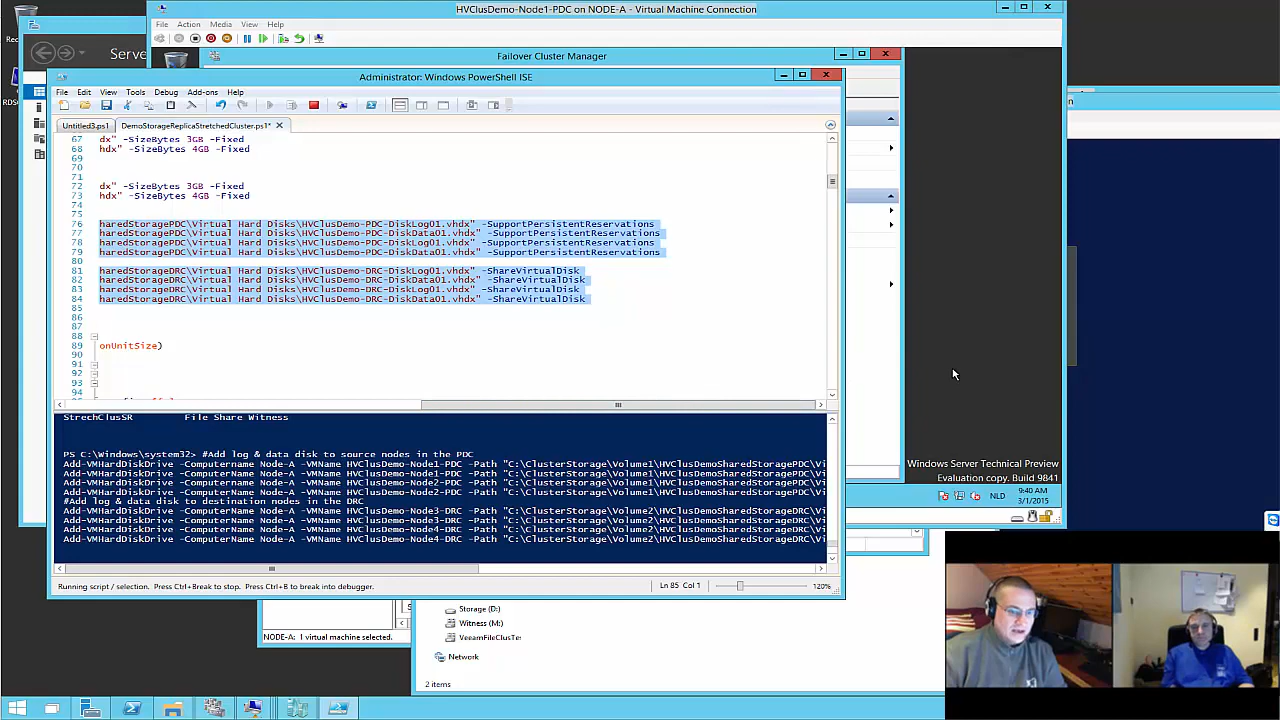 HVClusDemo-Node1-PDC on NODE-A - Virtual Machine Connection
File Action Media View Help
Failover Cluster Manager
Administrator: Windows PowerShell ISE
File Edit View Tools Debug Add-ons Help
Untitled3.ps1 DemoStorageReplicaStretchedCluster.ps1*
67 dx" -SizeBytes 3GB -Fixed
68 hdx" -SizeBytes 4GB -Fixed
69
70
71
72 dx" -SizeBytes 3GB -Fixed
73 hdx" -SizeBytes 4GB -Fixed
74
75
76 haredStoragePDC\Virtual Hard Disks\HVClusDemo-PDC-DiskLog01.vhdx" -SupportPersistentReservations
77 haredStoragePDC\Virtual Hard Disks\HVClusDemo-PDC-DiskData01.vhdx" -SupportPersistentReservations
78 haredStoragePDC\Virtual Hard Disks\HVClusDemo-PDC-DiskLog01.vhdx" -SupportPersistentReservations
79 haredStoragePDC\Virtual Hard Disks\HVClusDemo-PDC-DiskData01.vhdx" -SupportPersistentReservations
80
81 haredStorageDRC\Virtual Hard Disks\HVClusDemo-DRC-DiskLog01.vhdx" -ShareVirtualDisk
82 haredStorageDRC\Virtual Hard Disks\HVClusDemo-DRC-DiskData01.vhdx" -ShareVirtualDisk
83 haredStorageDRC\Virtual Hard Disks\HVClusDemo-DRC-DiskLog01.vhdx" -ShareVirtualDisk
84 haredStorageDRC\Virtual Hard Disks\HVClusDemo-DRC-DiskData01.vhdx" -ShareVirtualDisk
85
86
87
88
89 onUnitSize)
90
91
92
93
94
StrechClusSR File Share Witness
PS C:\Windows\system32> #Add log & data disk to source nodes in the PDC
Add-VMHardDiskDrive -ComputerName Node-A -VMName HVClusDemo-Node1-PDC -Path "C:\ClusterStorage\Volume1\HVClusDemoSharedStoragePDC\Vi
Add-VMHardDiskDrive -ComputerName Node-A -VMName HVClusDemo-Node1-PDC -Path "C:\ClusterStorage\Volume1\HVClusDemoSharedStoragePDC\Vi
Add-VMHardDiskDrive -ComputerName Node-A -VMName HVClusDemo-Node2-PDC -Path "C:\ClusterStorage\Volume1\HVClusDemoSharedStoragePDC\Vi
Add-VMHardDiskDrive -ComputerName Node-A -VMName HVClusDemo-Node2-PDC -Path "C:\ClusterStorage\Volume1\HVClusDemoSharedStoragePDC\Vi
#Add log & data disk to destination nodes in the DRC
Add-VMHardDiskDrive -ComputerName Node-A -VMName HVClusDemo-Node3-DRC -Path "C:\ClusterStorage\Volume2\HVClusDemoSharedStorageDRC\Vi
Add-VMHardDiskDrive -ComputerName Node-A -VMName HVClusDemo-Node3-DRC -Path "C:\ClusterStorage\Volume2\HVClusDemoSharedStorageDRC\Vi
Add-VMHardDiskDrive -ComputerName Node-A -VMName HVClusDemo-Node4-DRC -Path "C:\ClusterStorage\Volume2\HVClusDemoSharedStorageDRC\Vi
Add-VMHardDiskDrive -ComputerName Node-A -VMName HVClusDemo-Node4-DRC -Path "C:\ClusterStorage\Volume2\HVClusDemoSharedStorageDRC\Vi
Running script / selection. Press Ctrl+Break to stop. Press Ctrl+B to break into debugger. Ln 85 Col 1 120%
Windows Server Technical Preview
Evaluation copy. Build 9841
NLD
9:40 AM
3/1/2015
NODE-A: 1 virtual machine selected.
Storage (D:)
Witness (M:)
VeeamFileClusTe
Network
2 items